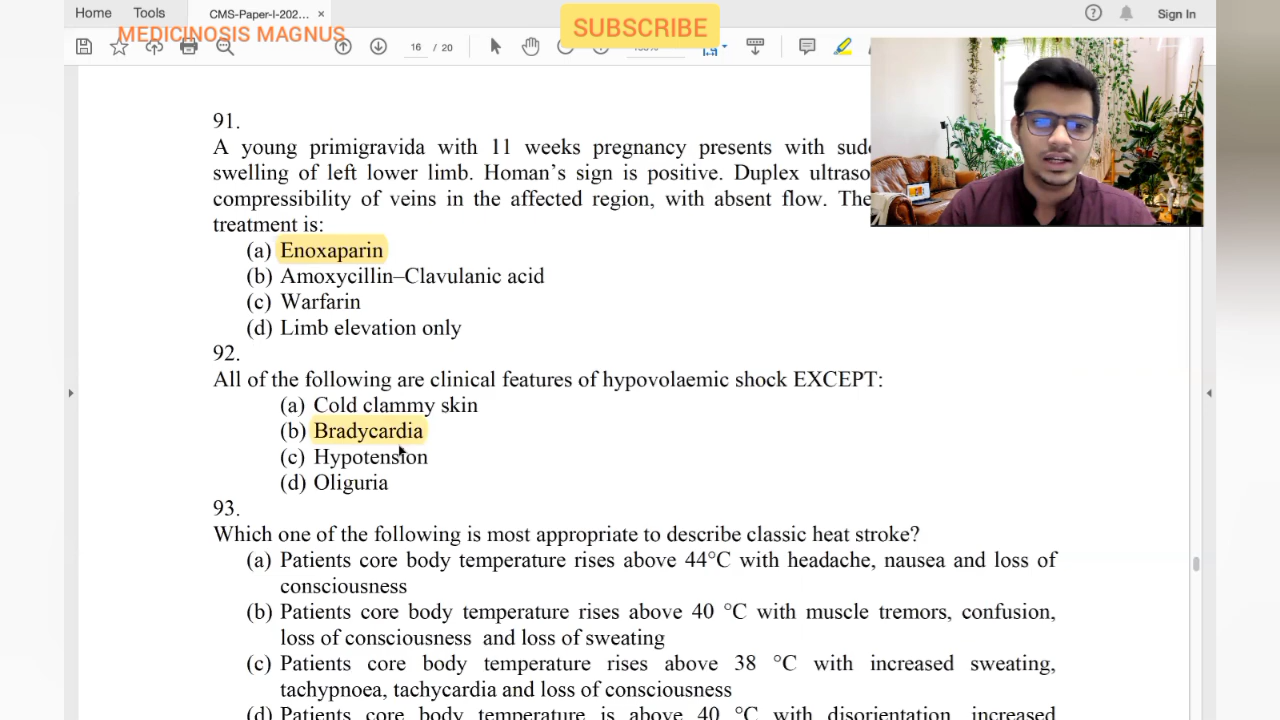 Home Tools CMS-Paper-I-202... × Sign In
MEDICINOSIS MAGNUS
SUBSCRIBE
16 / 20
91.
A young primigravida with 11 weeks pregnancy presents with
swelling of left lower limb. Homan's sign is positive. Duplex
compressibility of veins in the affected region, with absent flow. The
treatment is:
(a) Enoxaparin
(b) Amoxycillin–Clavulanic acid
(c) Warfarin
(d) Limb elevation only
92.
All of the following are clinical features of hypovolaemic shock EXCEPT:
(a) Cold clammy skin
(b) Bradycardia
(c) Hypotension
(d) Oliguria
93.
Which one of the following is most appropriate to describe classic heat stroke?
(a) Patients core body temperature rises above 44°C with headache, nausea and loss of
consciousness
(b) Patients core body temperature rises above 40 °C with muscle tremors, confusion,
loss of consciousness and loss of sweating
(c) Patients core body temperature rises above 38 °C with increased sweating,
tachypnoea, tachycardia and loss of consciousness
(d) Patients core body temperature is above 40 °C with disorientation, increased